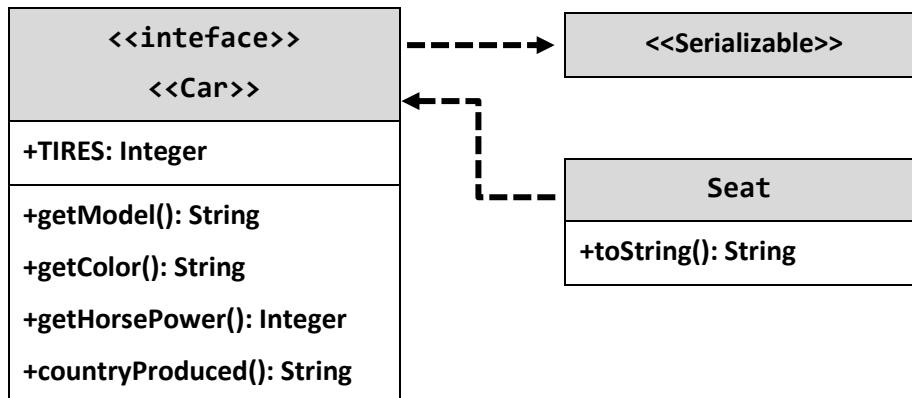 <<inteface>>
<<Car>>
+TIRES: Integer
+getModel(): String
+getColor(): String
+getHorsePower(): Integer
+countryProduced(): String
<<Serializable>>
Seat
+toString(): String